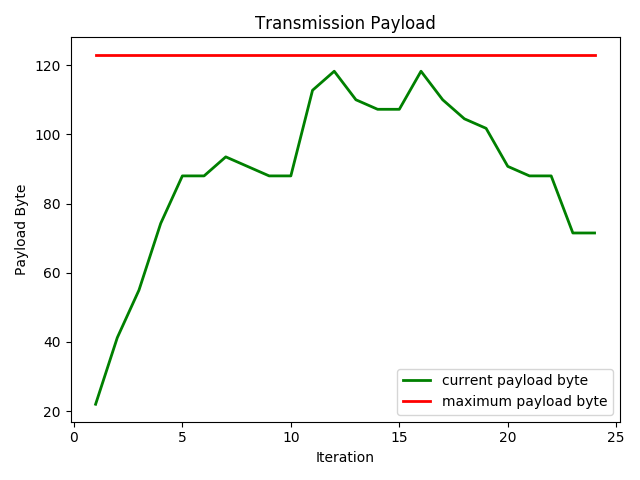 Transmission Payload
120
100
80
60
40
20
Payload Byte
0
5
10
15
20
25
Iteration
current payload byte
maximum payload byte